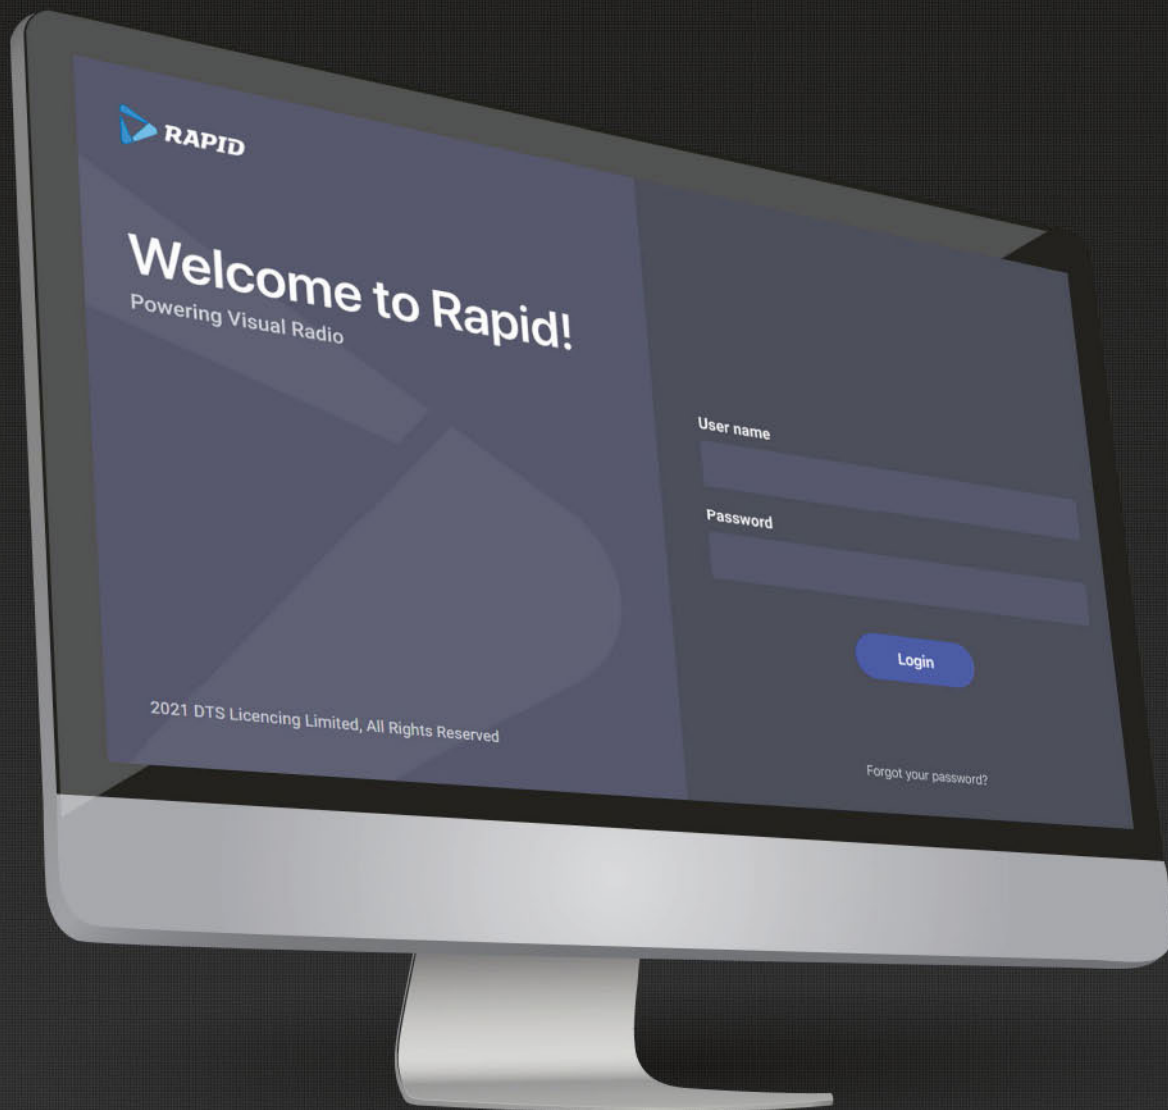 RAPID
Welcome to Rapid!
Powering Visual Radio
2021 DTS Licencing Limited, All Rights Reserved
User name
Password
Login
Forgot your password?